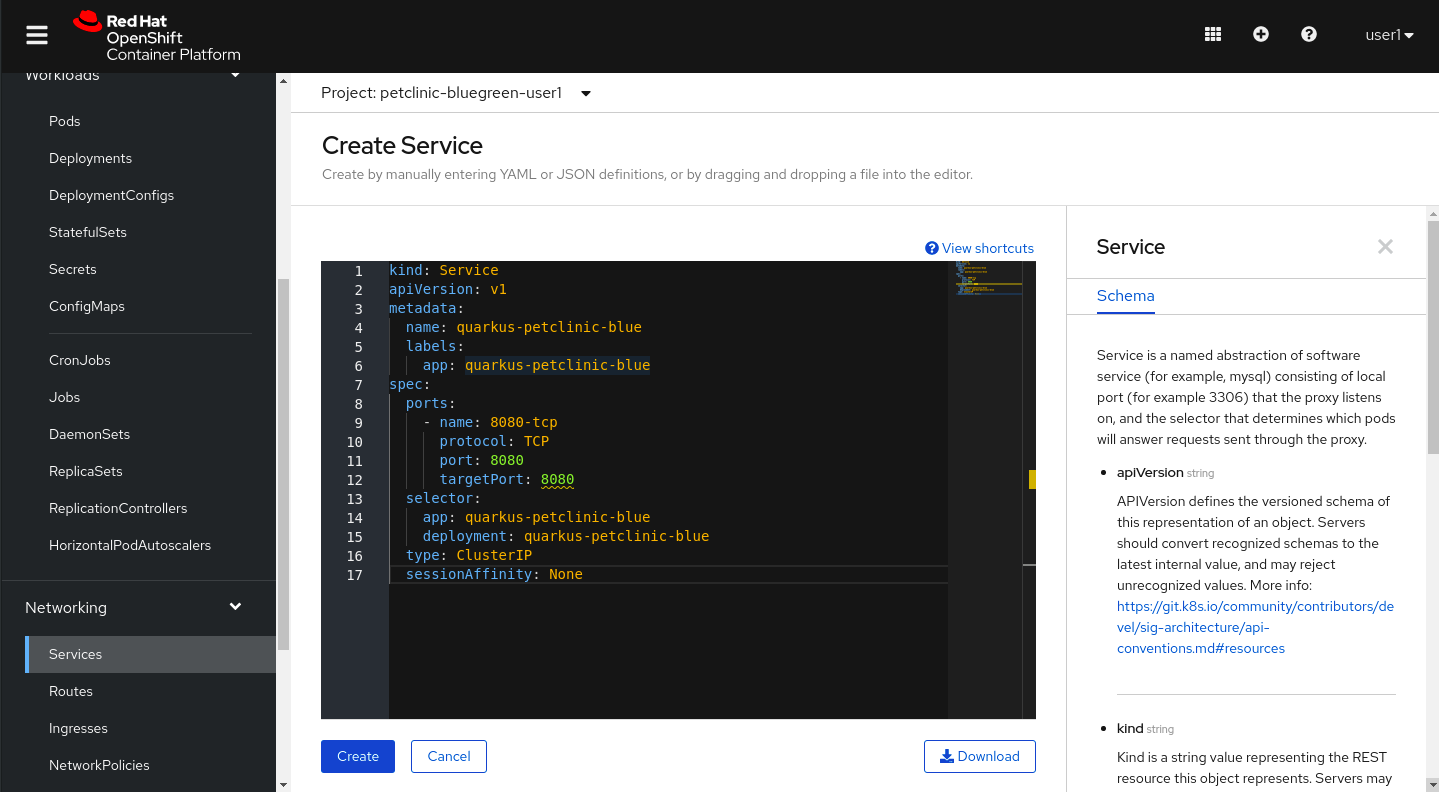 Red Hat
OpenShift
Container Platform
user1
Workloads
Pods
Deployments
DeploymentConfigs
StatefulSets
Secrets
ConfigMaps
CronJobs
Jobs
DaemonSets
ReplicaSets
ReplicationControllers
HorizontalPodAutoscalers
Networking
Services
Routes
Ingresses
NetworkPolicies
Project: petclinic-bluegreen-user1
Create Service
Create by manually entering YAML or JSON definitions, or by dragging and dropping a file into the editor.
View shortcuts
1 kind: Service
2 apiVersion: v1
3 metadata:
4 name: quarkus-petclinic-blue
5 labels:
6 app: quarkus-petclinic-blue
7 spec:
8 ports:
9 - name: 8080-tcp
10 protocol: TCP
11 port: 8080
12 targetPort: 8080
13 selector:
14 app: quarkus-petclinic-blue
15 deployment: quarkus-petclinic-blue
16 type: ClusterIP
17 sessionAffinity: None
Create
Cancel
Download
Service
Schema
Service is a named abstraction of software
service (for example, mysql) consisting of local
port (for example 3306) that the proxy listens
on, and the selector that determines which pods
will answer requests sent through the proxy.
• apiVersion string
APIVersion defines the versioned schema of
this representation of an object. Servers
should convert recognized schemas to the
latest internal value, and may reject
unrecognized values. More info:
https://git.k8s.io/community/contributors/de
vel/sig-architecture/api-
conventions.md#resources
• kind string
Kind is a string value representing the REST
resource this object represents. Servers may